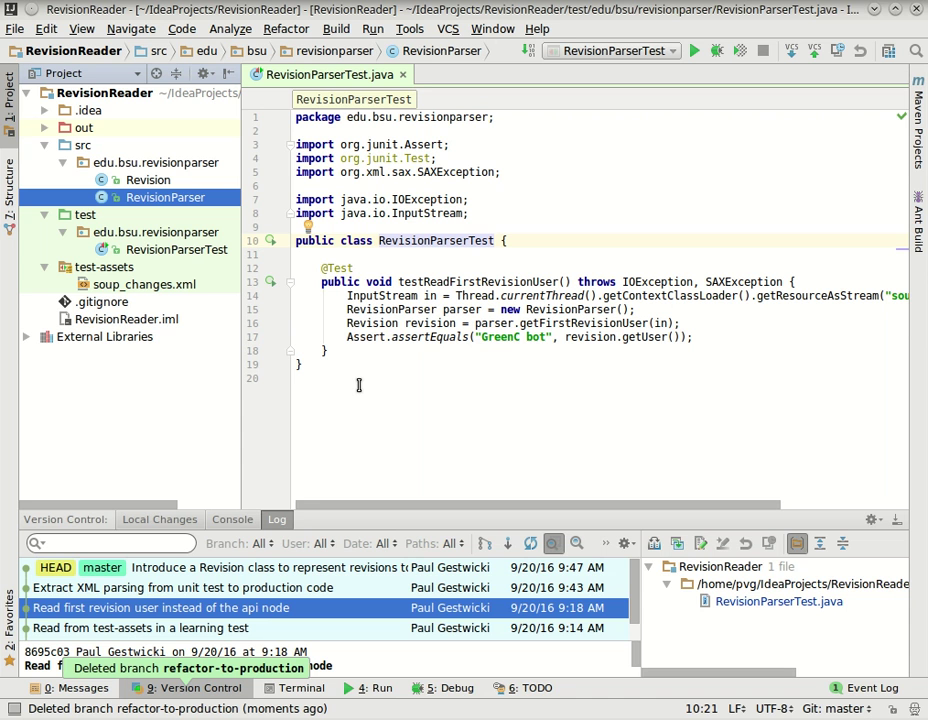 RevisionReader - [~/IdeaProjects/RevisionReader] - [RevisionReader] - ~/IdeaProjects/RevisionReader/test/edu/bsu/revisionparser/RevisionParserTest.java - I...
File Edit View Navigate Code Analyze Refactor Build Run Tools VCS Window Help
RevisionReader src edu bsu revisionparser RevisionParser RevisionParserTest VCS VCS
Project RevisionParserTest.java
RevisionReader ~/IdeaProjects/
.idea
out
src
edu.bsu.revisionparser
Revision
RevisionParser
test
edu.bsu.revisionparser
RevisionParserTest
test-assets
soup_changes.xml
.gitignore
RevisionReader.iml
External Libraries
1: Project
7: Structure
2: Favorites
Maven Projects
Ant Build
RevisionParserTest
1 package edu.bsu.revisionparser;
2
3 import org.junit.Assert;
4 import org.junit.Test;
5 import org.xml.sax.SAXException;
6
7 import java.io.IOException;
8 import java.io.InputStream;
9
10 public class RevisionParserTest {
11
12 @Test
13 public void testReadFirstRevisionUser() throws IOException, SAXException {
14 InputStream in = Thread.currentThread().getContextClassLoader().getResourceAsStream("sou
15 RevisionParser parser = new RevisionParser();
16 Revision revision = parser.getFirstRevisionUser(in);
17 Assert.assertEquals("GreenC bot", revision.getUser());
18 }
19 }
20
Version Control: Local Changes Console Log
Branch: All User: All Date: All Paths: All
HEAD master Introduce a Revision class to represent revisions t Paul Gestwicki 9/20/16 9:47 AM
Extract XML parsing from unit test to production code Paul Gestwicki 9/20/16 9:43 AM
Read first revision user instead of the api node Paul Gestwicki 9/20/16 9:18 AM
Read from test-assets in a learning test Paul Gestwicki 9/20/16 9:14 AM
8695c03 Paul Gestwicki on 9/20/16 at 9:18 AM
Read f node
Deleted branch refactor-to-production
RevisionReader 1 file
/home/pvg/IdeaProjects/RevisionReade
RevisionParserTest.java
0: Messages 9: Version Control Terminal 4: Run 5: Debug 6: TODO 1 Event Log
Deleted branch refactor-to-production (moments ago) 10:21 LF UTF-8 Git: master